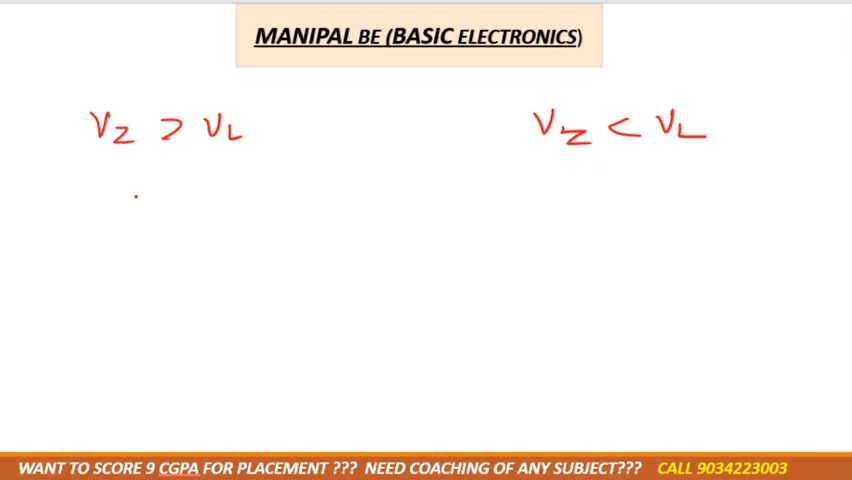 MANIPAL BE (BASIC ELECTRONICS)
VZ > VL
VZ < VL
WANT TO SCORE 9 CGPA FOR PLACEMENT ??? NEED COACHING OF ANY SUBJECT??? CALL 9034223003